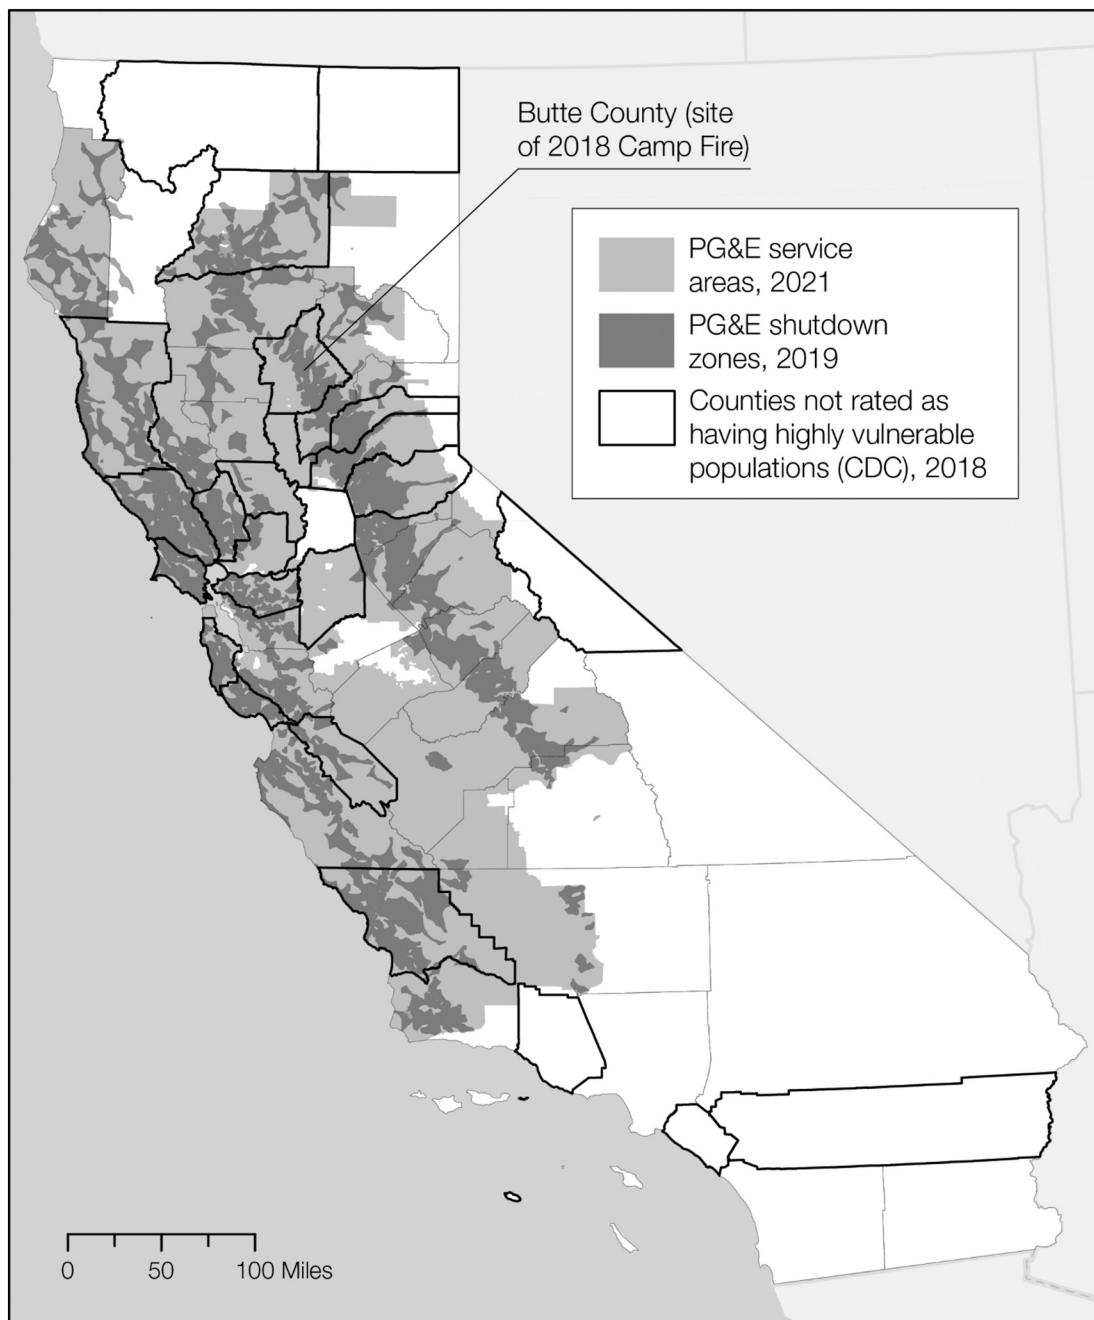 Butte County (site
of 2018 Camp Fire)
PG&E service
areas, 2021
PG&E shutdown
zones, 2019
Counties not rated as
having highly vulnerable
populations (CDC), 2018
0 50 100 Miles